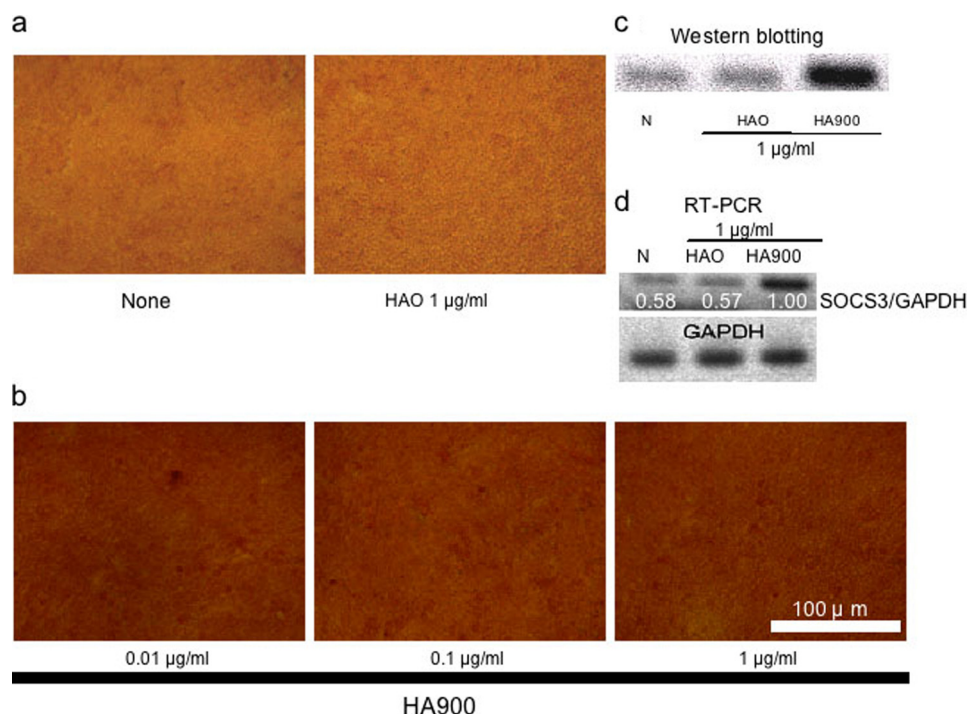 a
None
HAO 1 µg/ml
c
Western blotting
N HAO HA900
1 µg/ml
d
RT-PCR
1 µg/ml
N HAO HA900
0.58 0.57 1.00 SOCS3/GAPDH
GAPDH
b
100 µ m
0.01 µg/ml 0.1 µg/ml 1 µg/ml
HA900